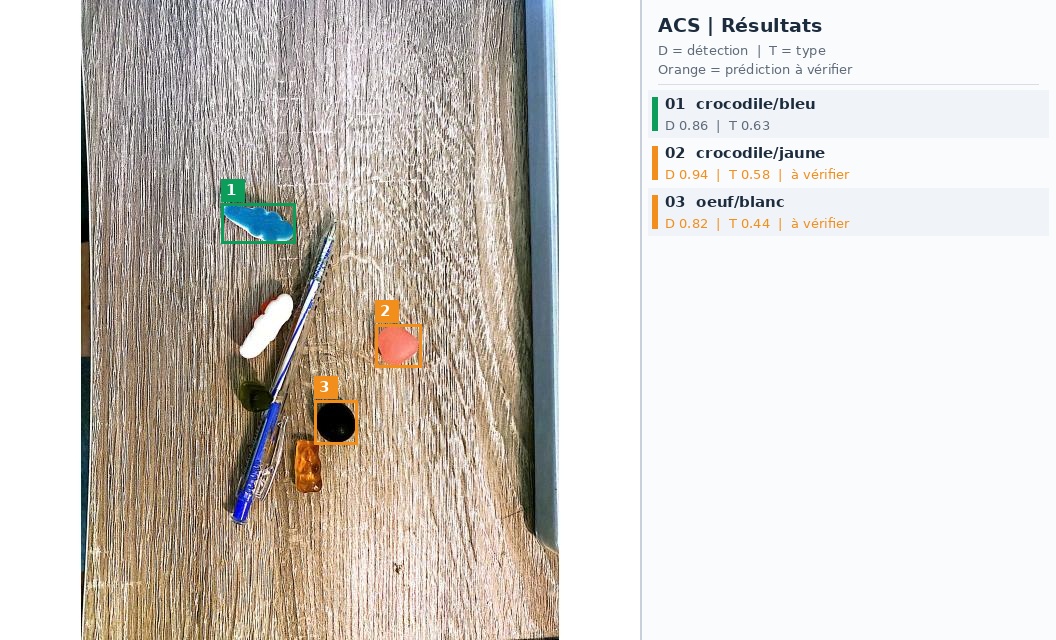 ACS | Résultats
D = détection | T = type
Orange = prédiction à vérifier
01 crocodile/bleu
D 0.86 | T 0.63
02 crocodile/jaune
D 0.94 | T 0.58 | à vérifier
03 oeuf/blanc
D 0.82 | T 0.44 | à vérifier
1
2
3